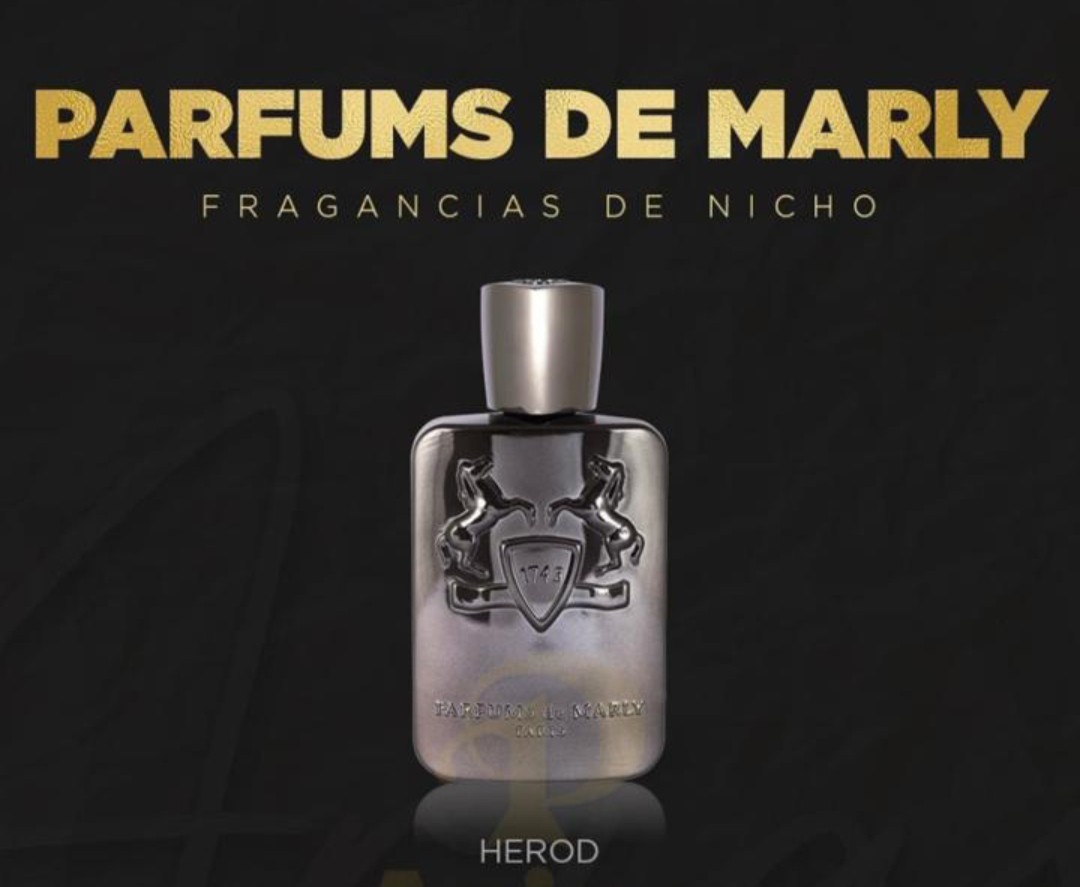 PARFUMS DE MARLY
FRAGANCIAS DE NICHO
1743
PARFUMS de MARLY
PARIS
HEROD